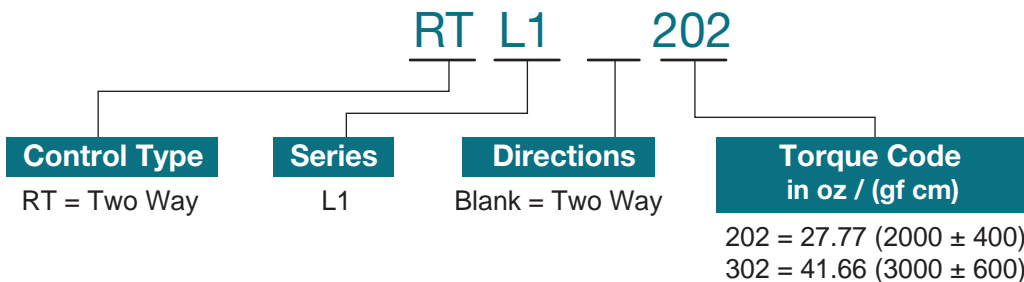 RT L1 202
Control Type
RT = Two Way
Series
L1
Directions
Blank = Two Way
Torque Code
in oz / (gf cm)
202 = 27.77 (2000 ± 400)
302 = 41.66 (3000 ± 600)